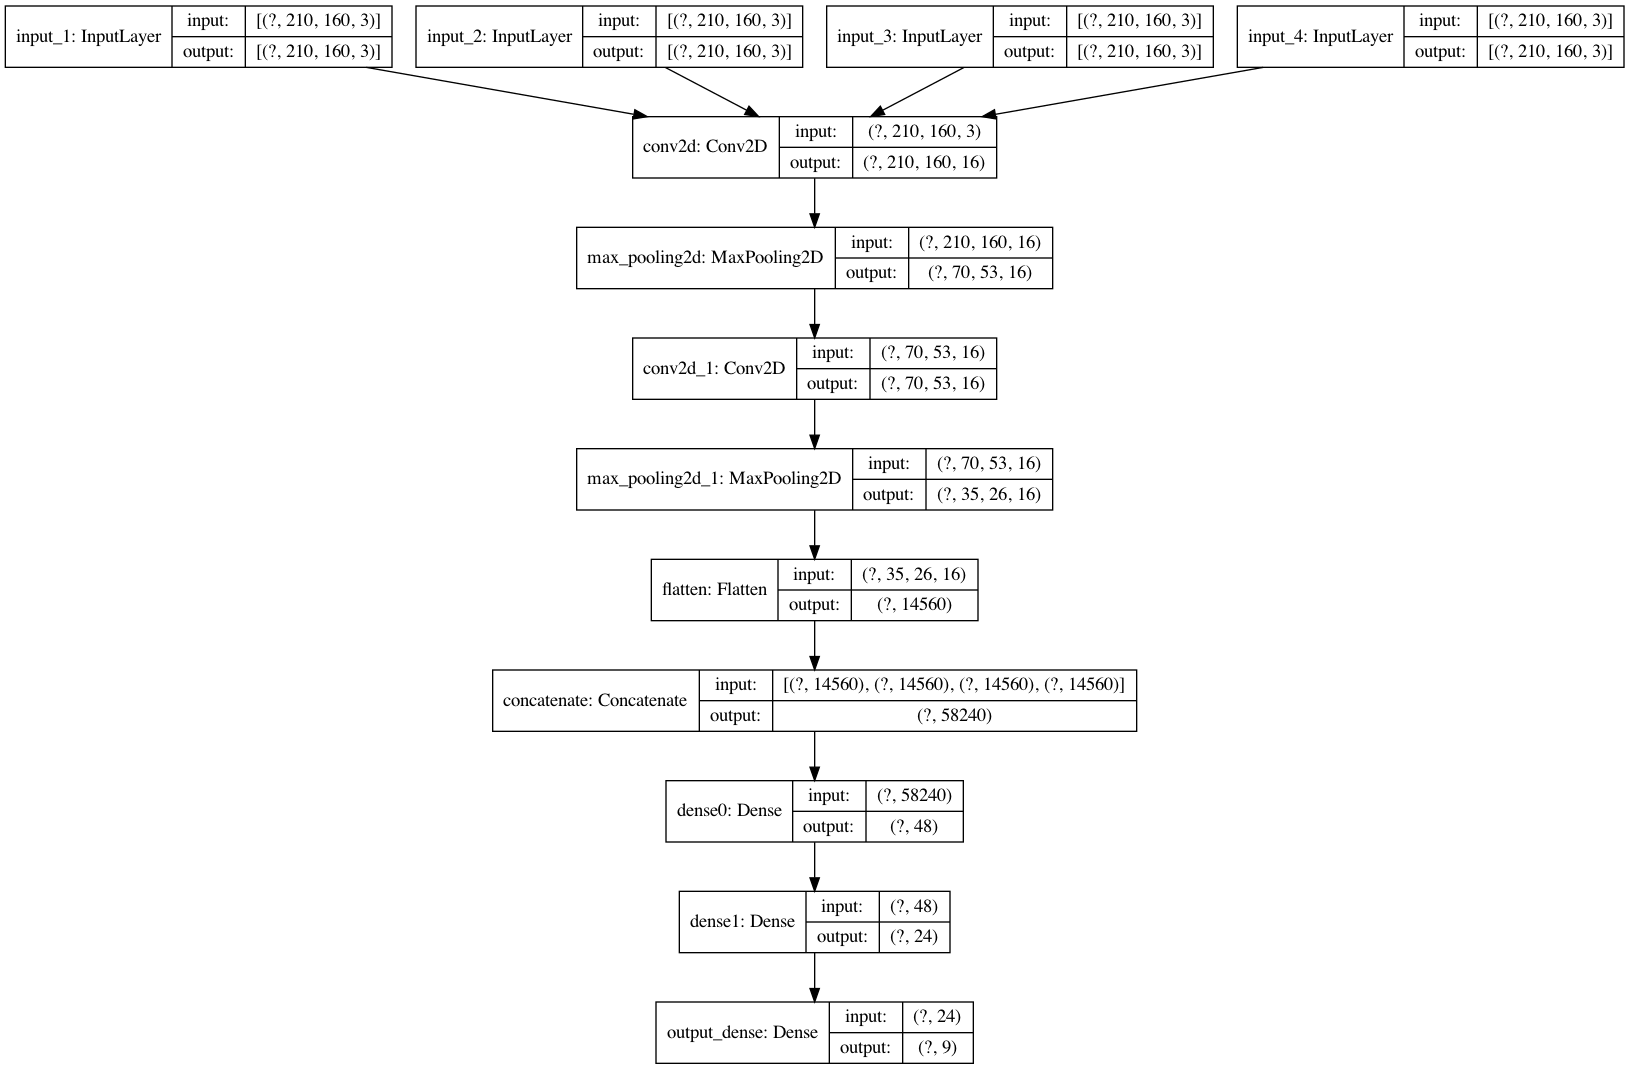 input_1: InputLayer
input: [(?, 210, 160, 3)]
output: [(?, 210, 160, 3)]
input_2: InputLayer
input: [(?, 210, 160, 3)]
output: [(?, 210, 160, 3)]
input_3: InputLayer
input: [(?, 210, 160, 3)]
output: [(?, 210, 160, 3)]
input_4: InputLayer
input: [(?, 210, 160, 3)]
output: [(?, 210, 160, 3)]
conv2d: Conv2D
input: (?, 210, 160, 3)
output: (?, 210, 160, 16)
max_pooling2d: MaxPooling2D
input: (?, 210, 160, 16)
output: (?, 70, 53, 16)
conv2d_1: Conv2D
input: (?, 70, 53, 16)
output: (?, 70, 53, 16)
max_pooling2d_1: MaxPooling2D
input: (?, 70, 53, 16)
output: (?, 35, 26, 16)
flatten: Flatten
input: (?, 35, 26, 16)
output: (?, 14560)
concatenate: Concatenate
input: [(?, 14560), (?, 14560), (?, 14560), (?, 14560)]
output: (?, 58240)
dense0: Dense
input: (?, 58240)
output: (?, 48)
dense1: Dense
input: (?, 48)
output: (?, 24)
output_dense: Dense
input: (?, 24)
output: (?, 9)